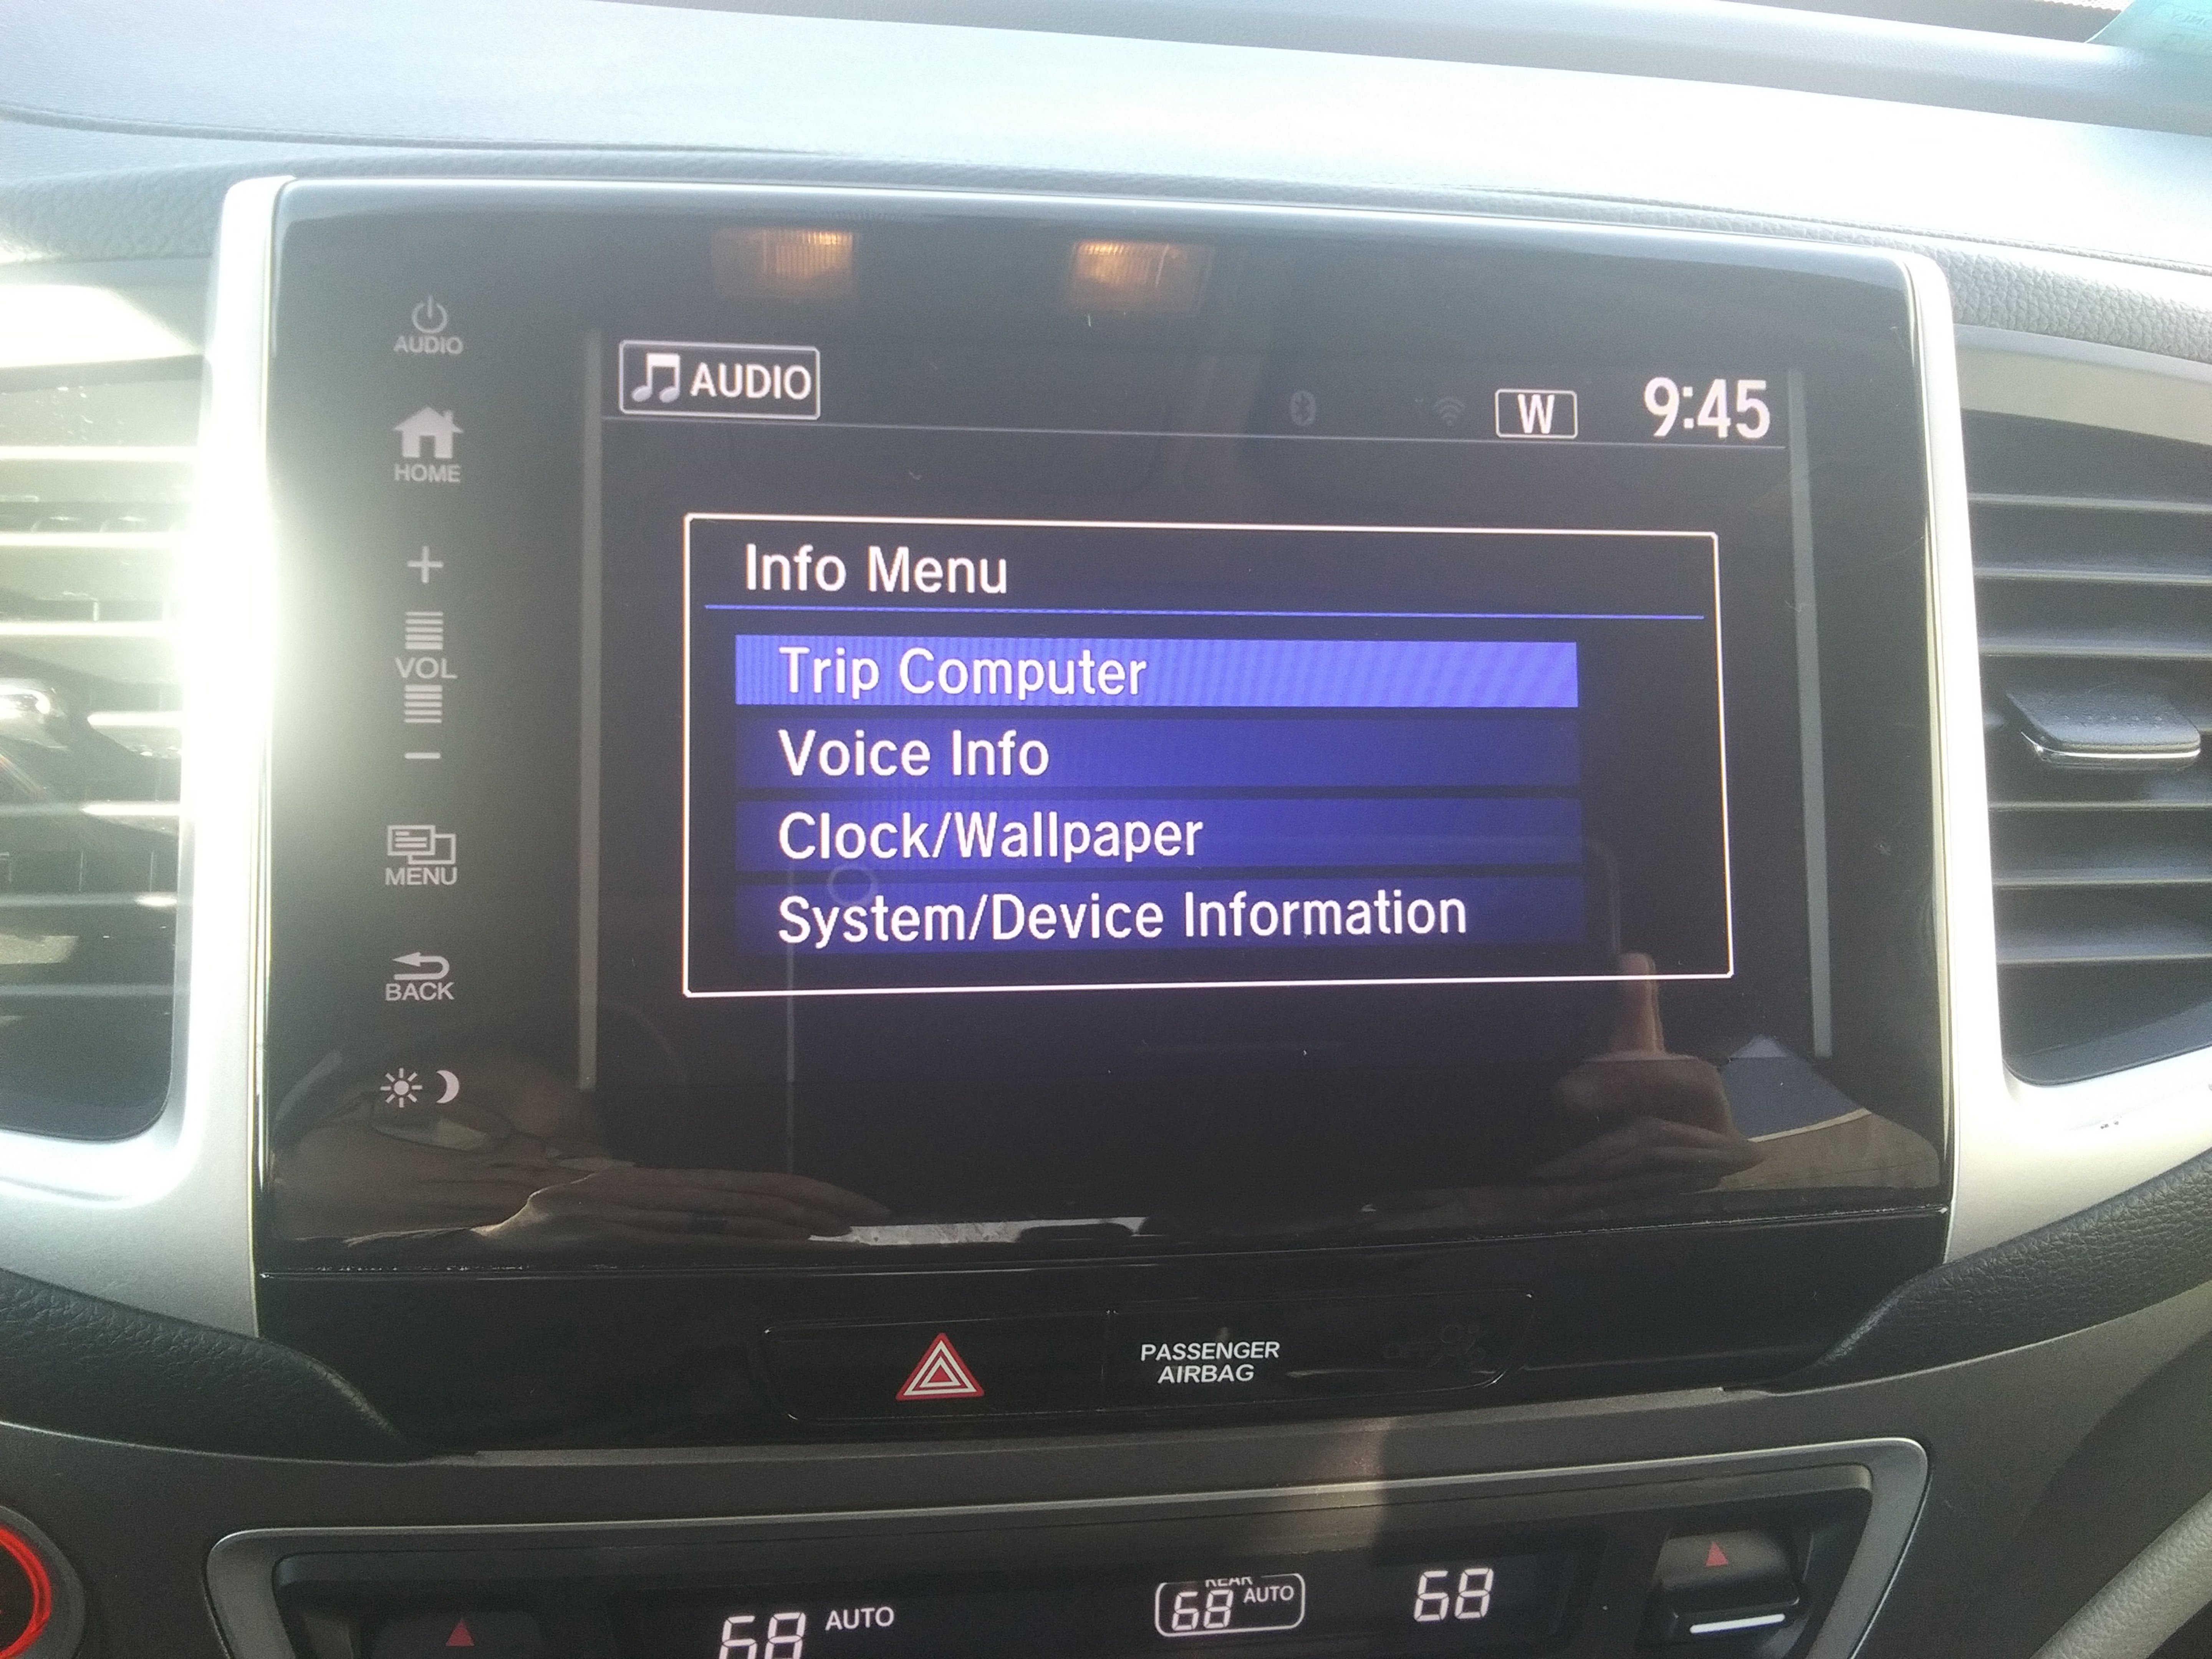 AUDIO
HOME
+
VOL
-
MENU
BACK
AUDIO
W 9:45
Info Menu
Trip Computer
Voice Info
Clock/Wallpaper
System/Device Information
PASSENGER
AIRBAG
68 AUTO
REAR
68 AUTO
68